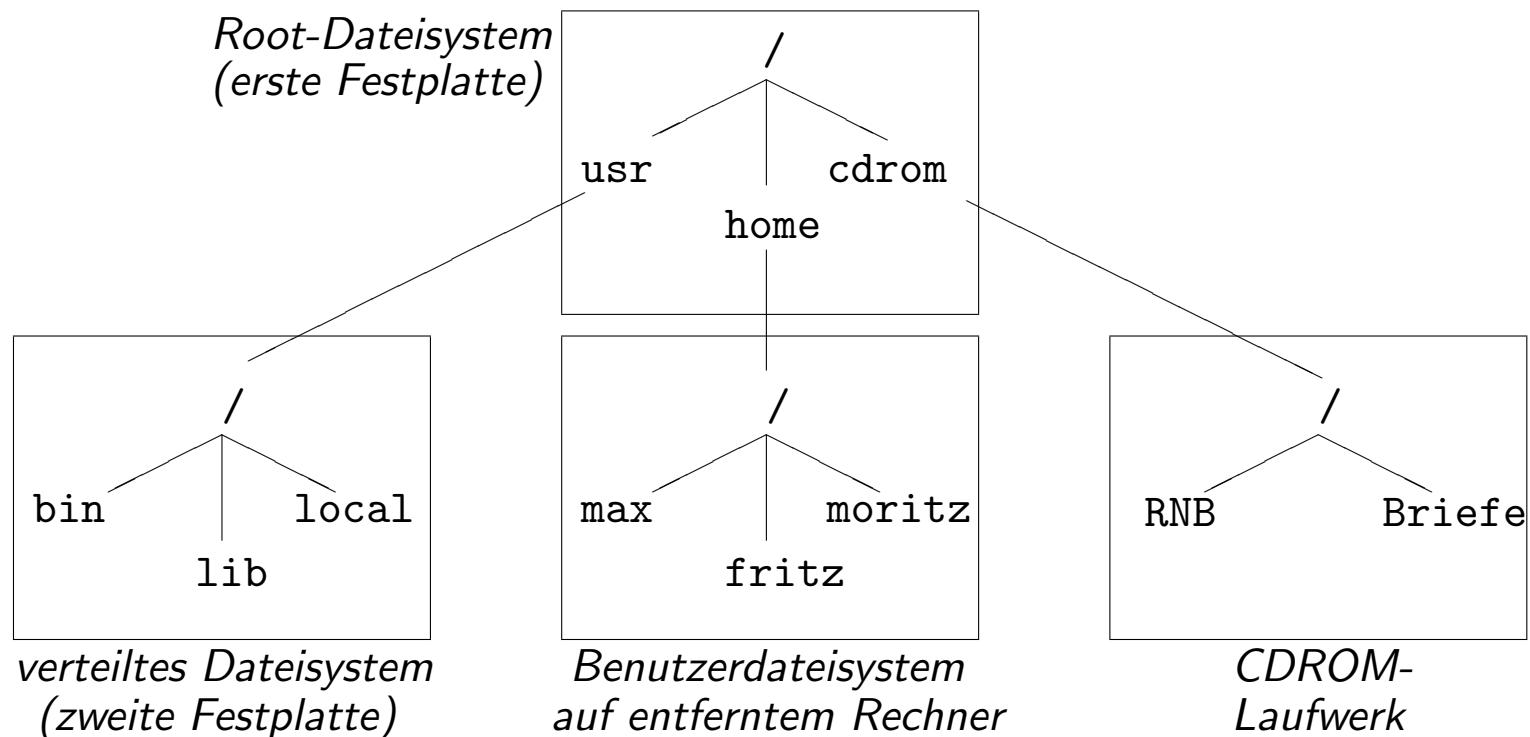 Root-Dateisystem
(erste Festplatte)
/
usr
cdrom
home
/
bin
local
lib
verteiltes Dateisystem
(zweite Festplatte)
/
max
moritz
fritz
Benutzerdateisystem
auf entferntem Rechner
/
RNB
Briefe
CDROM-
Laufwerk